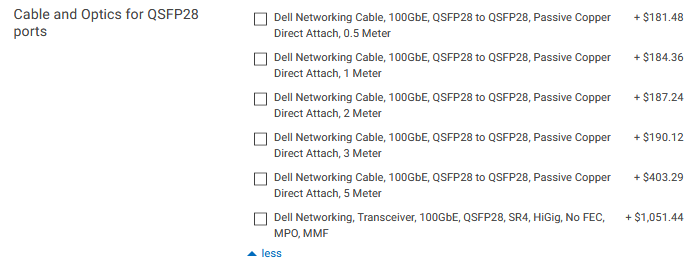 Cable and Optics for QSFP28
ports
Dell Networking Cable, 100GbE, QSFP28 to QSFP28, Passive Copper + $181.48
Direct Attach, 0.5 Meter
Dell Networking Cable, 100GbE, QSFP28 to QSFP28, Passive Copper + $184.36
Direct Attach, 1 Meter
Dell Networking Cable, 100GbE, QSFP28 to QSFP28, Passive Copper + $187.24
Direct Attach, 2 Meter
Dell Networking Cable, 100GbE, QSFP28 to QSFP28, Passive Copper + $190.12
Direct Attach, 3 Meter
Dell Networking Cable, 100GbE, QSFP28 to QSFP28, Passive Copper + $403.29
Direct Attach, 5 Meter
Dell Networking, Transceiver, 100GbE, QSFP28, SR4, HiGig, No FEC, + $1,051.44
MPO, MMF
less